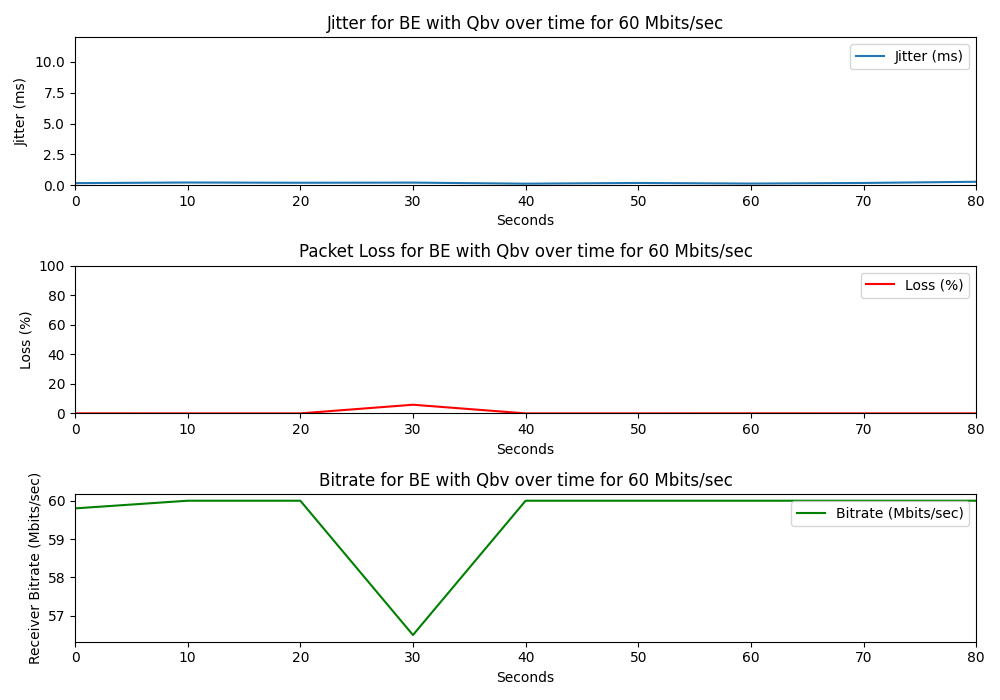 Jitter for BE with Qbv over time for 60 Mbits/sec
Jitter (ms)
10.0
7.5
5.0
2.5
0.0
Jitter (ms)
0 10 20 30 40 50 60 70 80
Seconds
Packet Loss for BE with Qbv over time for 60 Mbits/sec
Loss (%)
100
80
60
40
20
0
Loss (%)
0 10 20 30 40 50 60 70 80
Seconds
Bitrate for BE with Qbv over time for 60 Mbits/sec
Receiver Bitrate (Mbits/sec)
60
59
58
57
Bitrate (Mbits/sec)
0 10 20 30 40 50 60 70 80
Seconds